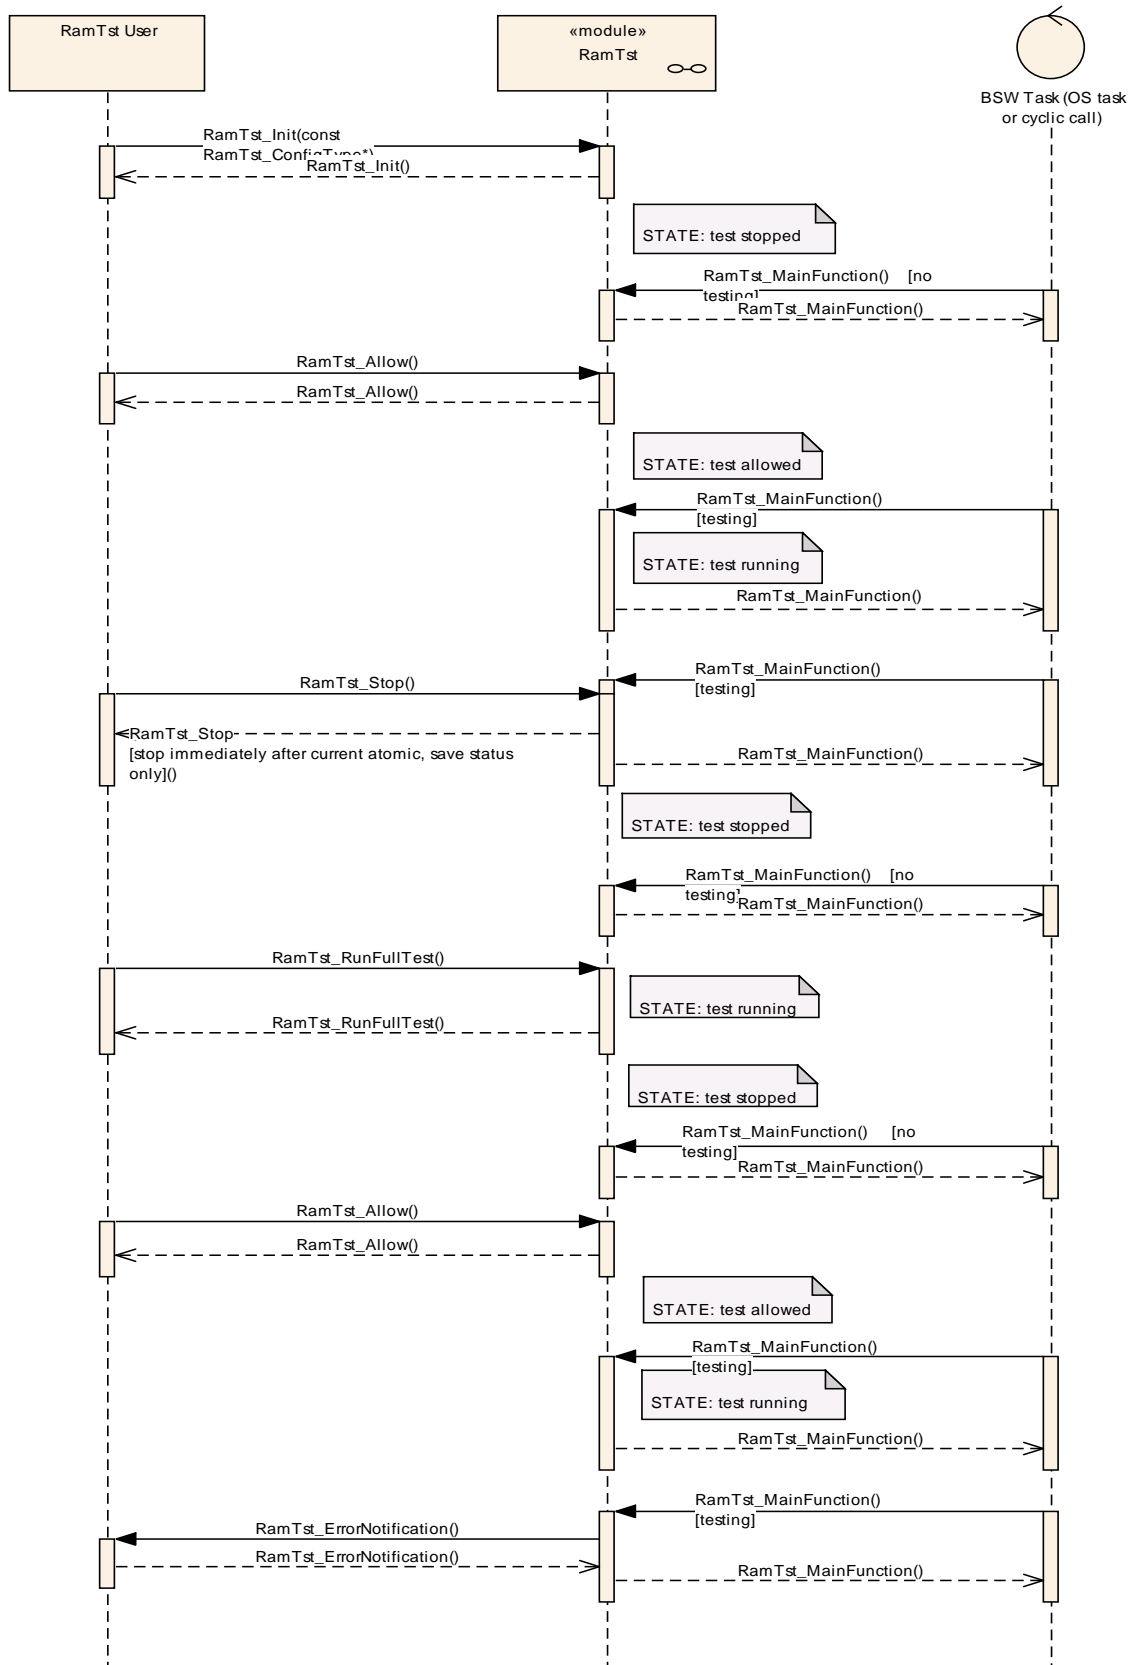 RamTst User
«module»
RamTst
BSW Task (OS task
or cyclic call)
RamTst_Init(const
RamTst_ConfigType*)
RamTst_Init()
STATE: test stopped
RamTst_MainFunction() [no
testing]
RamTst_MainFunction()
RamTst_Allow()
RamTst_Allow()
STATE: test allowed
RamTst_MainFunction()
[testing]
STATE: test running
RamTst_MainFunction()
RamTst_MainFunction()
[testing]
RamTst_Stop()
RamTst_Stop
[stop immediately after current atomic, save status
only]()
RamTst_MainFunction()
STATE: test stopped
RamTst_MainFunction() [no
testing]
RamTst_MainFunction()
RamTst_RunFullTest()
STATE: test running
RamTst_RunFullTest()
STATE: test stopped
RamTst_MainFunction() [no
testing]
RamTst_MainFunction()
RamTst_Allow()
RamTst_Allow()
STATE: test allowed
RamTst_MainFunction()
[testing]
STATE: test running
RamTst_MainFunction()
RamTst_MainFunction()
[testing]
RamTst_ErrorNotification()
RamTst_ErrorNotification()
RamTst_MainFunction()